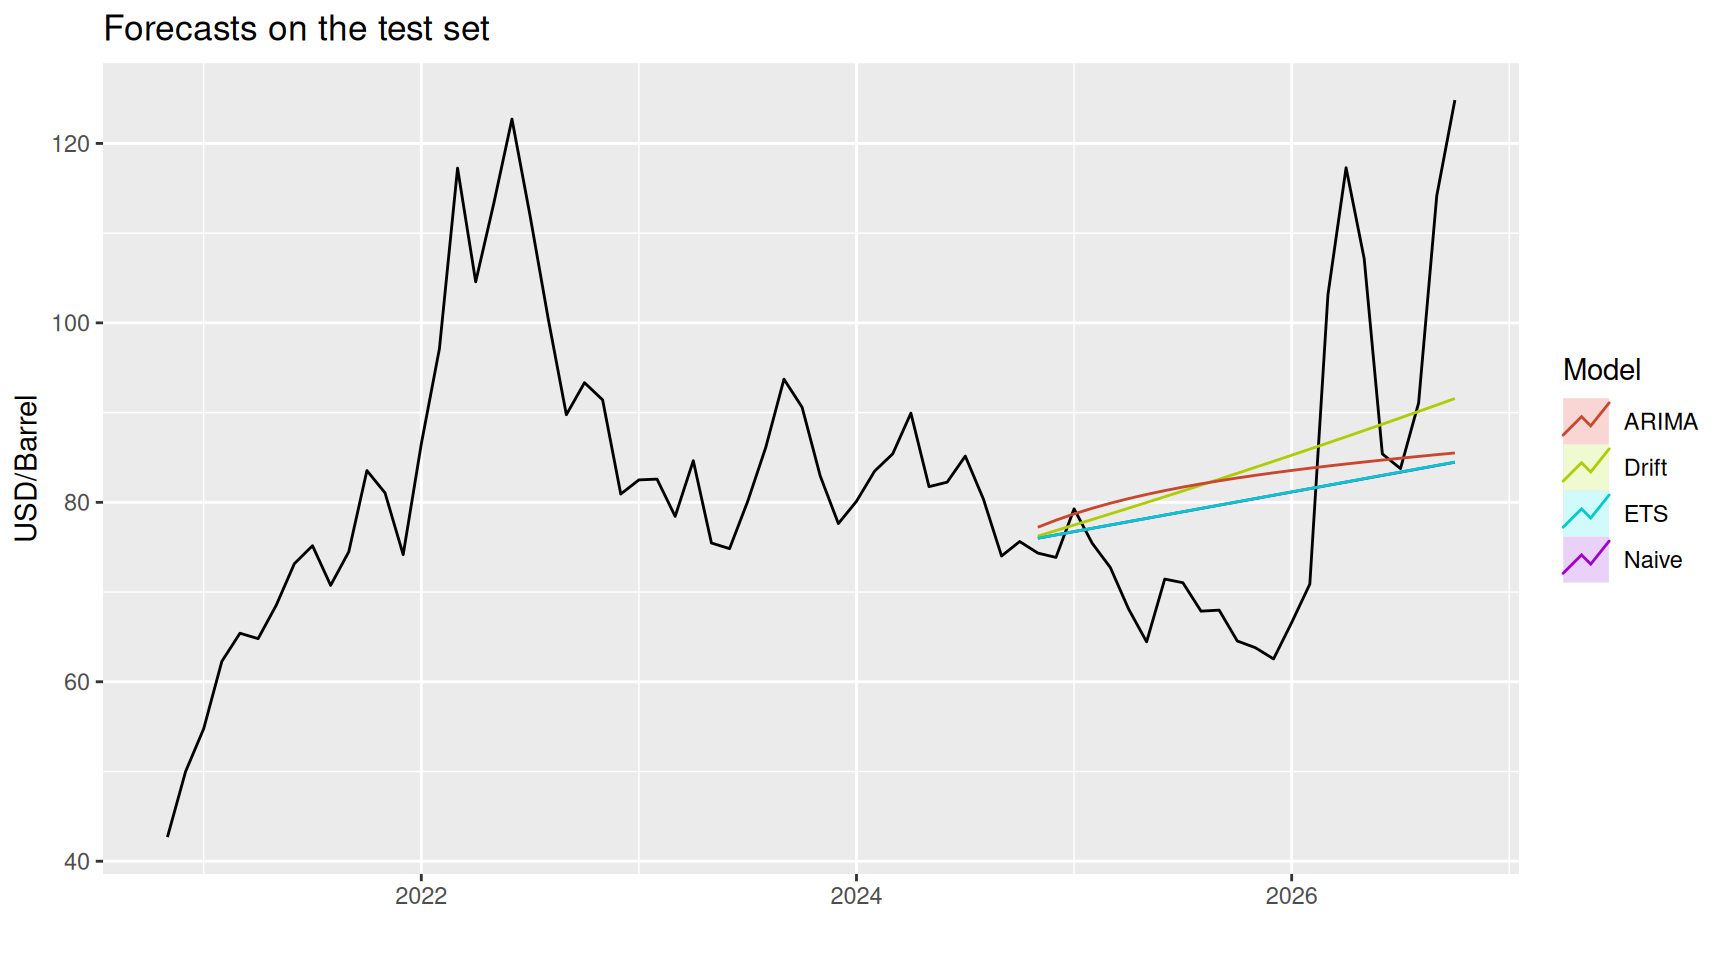 Forecasts on the test set
USD/Barrel
120
100
80
60
40
2022
2024
2026
Model
ARIMA
Drift
ETS
Naive